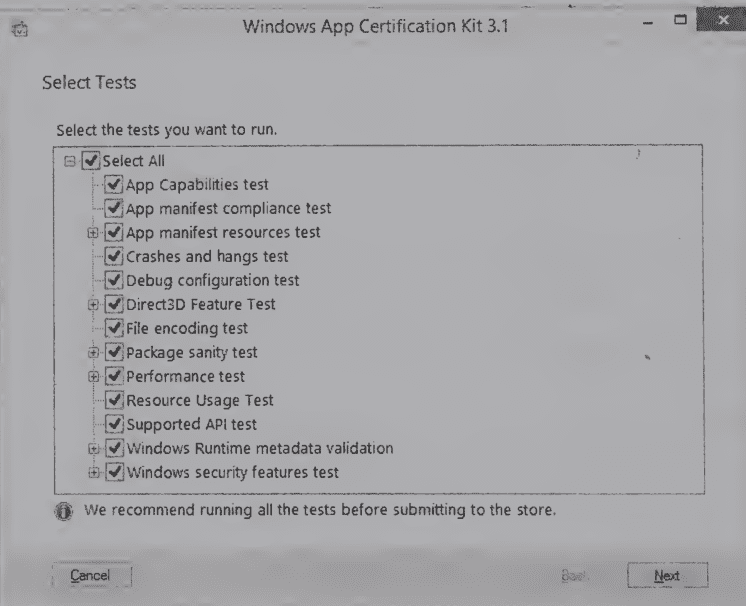 Windows App Certification Kit 3.1
Select Tests
Select the tests you want to run.
Select All
App Capabilities test
App manifest compliance test
App manifest resources test
Crashes and hangs test
Debug configuration test
Direct3D Feature Test
File encoding test
Package sanity test
Performance test
Resource Usage Test
Supported API test
Windows Runtime metadata validation
Windows security features test
We recommend running all the tests before submitting to the store.
Cancel
Back
Next